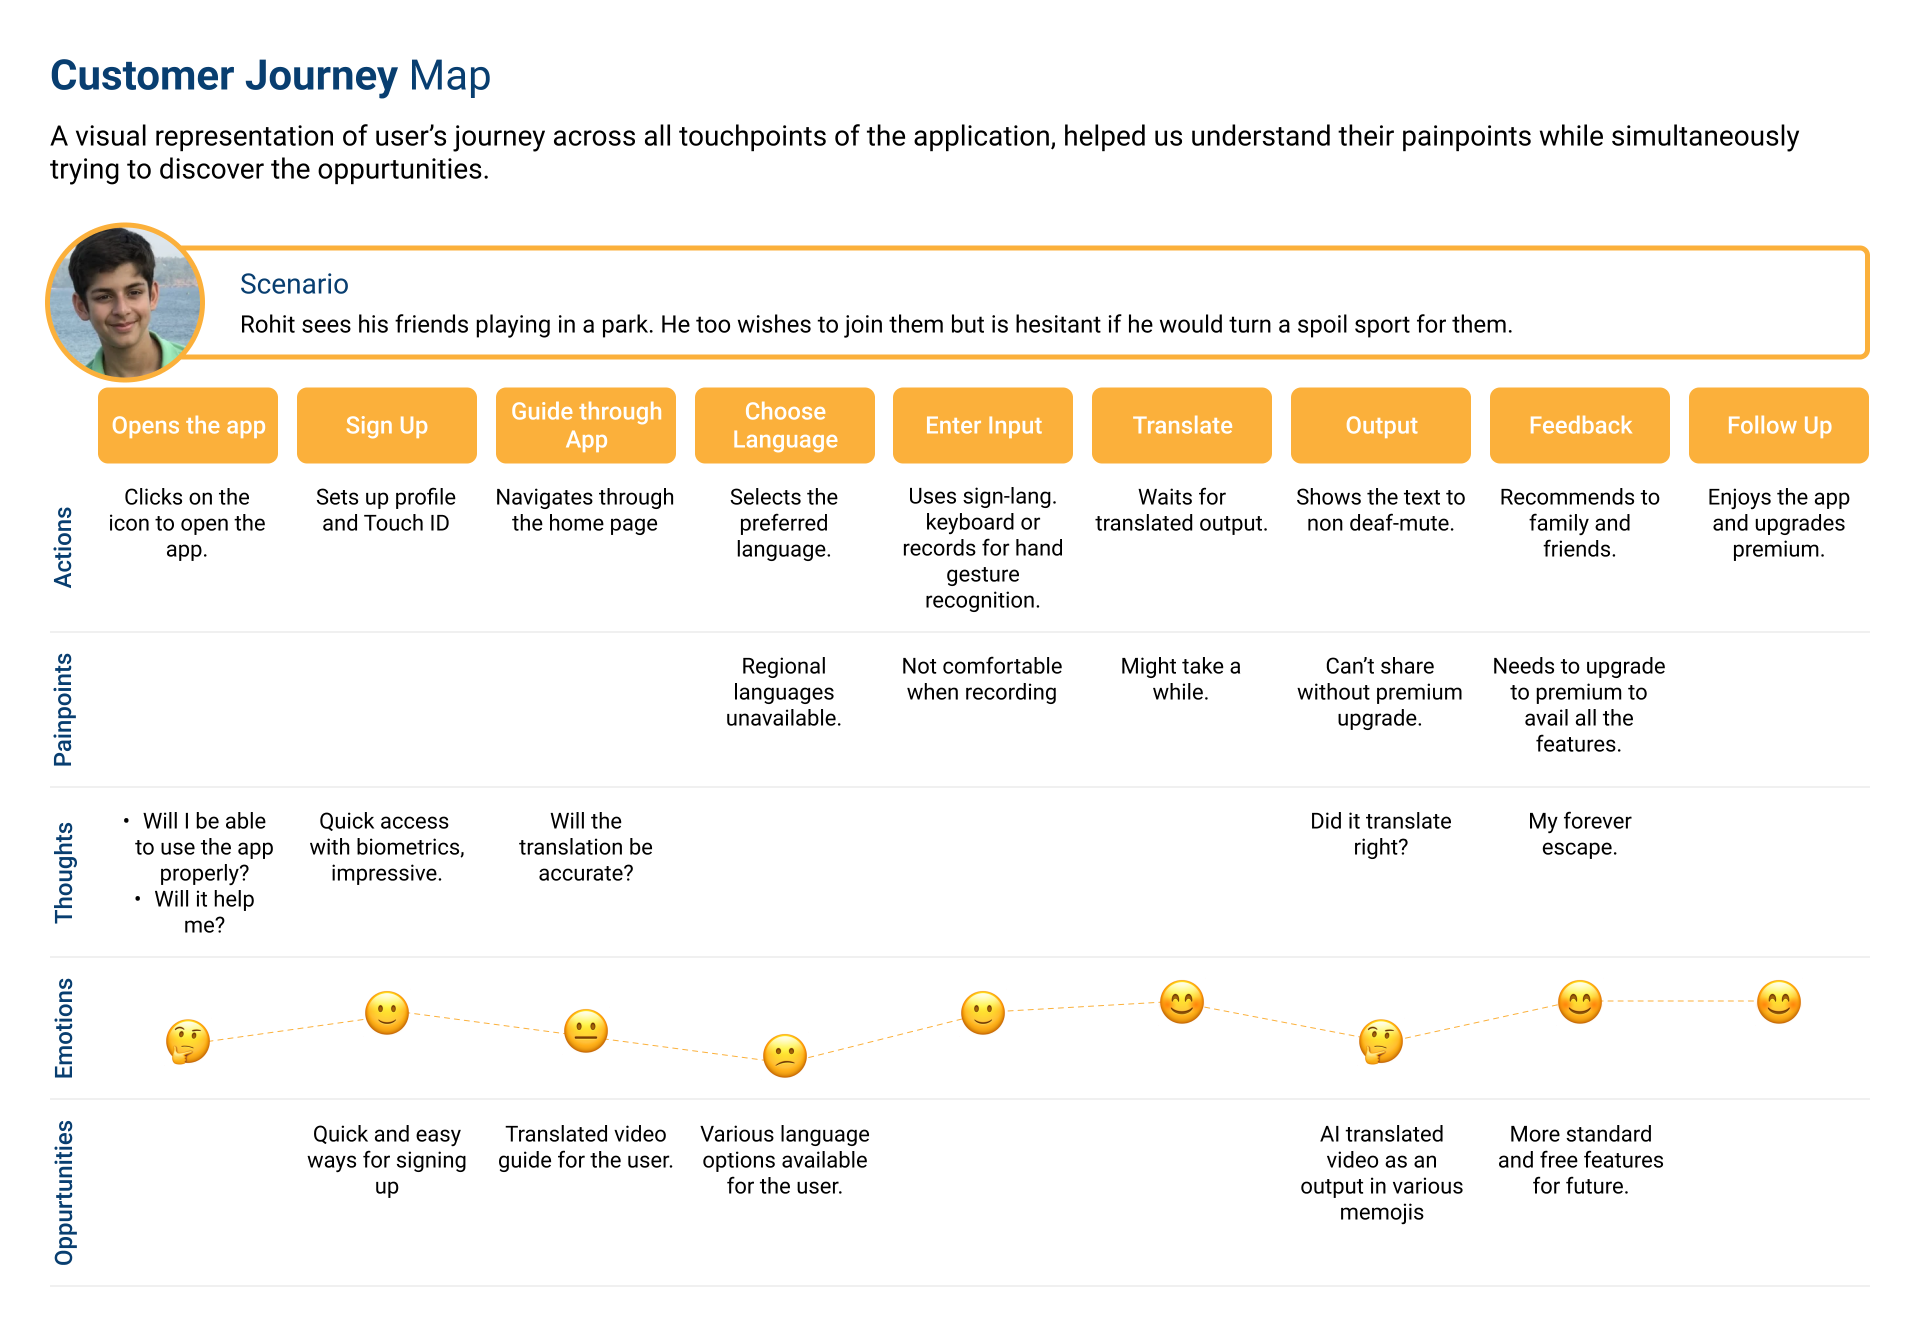 Customer Journey Map
A visual representation of user's journey across all touchpoints of the application, helped us understand their painpoints while simultaneously
trying to discover the oppurtunities.
Scenario
Rohit sees his friends playing in a park. He too wishes to join them but is hesitant if he would turn a spoil sport for them.
Opens the app
Sign Up
Guide through
App
Choose
Language
Enter Input
Translate
Output
Feedback
Follow Up
Actions
Clicks on the
icon to open the
app.
Sets up profile
and Touch ID
Navigates through
the home page
Selects the
preferred
language.
Uses sign-lang.
keyboard or
records for hand
gesture
recognition.
Waits for
translated output.
Shows the text to
non deaf-mute.
Recommends to
family and
friends.
Enjoys the app
and upgrades
premium.
Painpoints
Regional
languages
unavailable.
Not comfortable
when recording
Might take a
while.
Can't share
without premium
upgrade.
Needs to upgrade
to premium to
avail all the
features.
Thoughts
• Will I be able
to use the app
properly?
• Will it help
me?
Quick access
with biometrics,
impressive.
Will the
translation be
accurate?
Did it translate
right?
My forever
escape.
Emotions
Oppurtunities
Quick and easy
ways for signing
up
Translated video
guide for the user.
Various language
options available
for the user.
AI translated
video as an
output in various
memojis
More standard
and free features
for future.